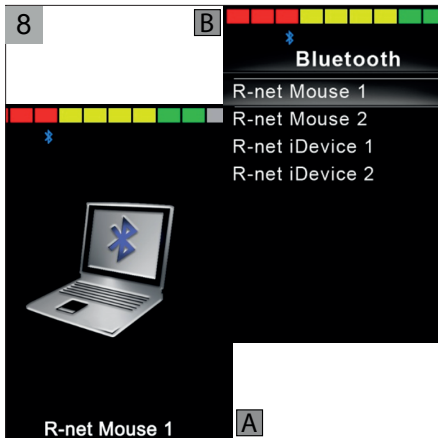 8
B
Bluetooth
R-net Mouse 1
R-net Mouse 2
R-net iDevice 1
R-net iDevice 2
R-net Mouse 1
A